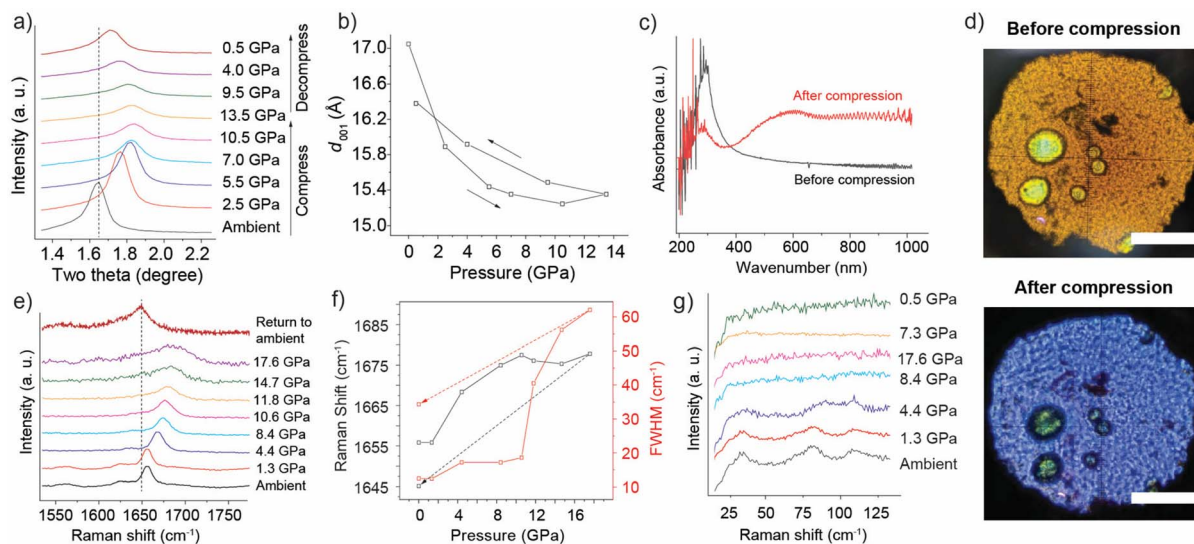 a)
Intensity (a. u.)
0.5 GPa
4.0 GPa
9.5 GPa
13.5 GPa
10.5 GPa
7.0 GPa
5.5 GPa
2.5 GPa
Ambient
Decompress
Compress
1.6 1.8 2.0 2.2
Two theta (degree)
b)
d001 (Å)
17.0
16.6
16.2
15.8
15.4
15.0
0 2 4 6 8 10 12 14
Pressure (GPa)
c)
Absorbance (a.u.)
After compression
Before compression
200 400 600 800 1000
Wavenumber (nm)
d)
Before compression
After compression
e)
Intensity (a. u.)
Return to
ambient
17.6 GPa
14.7 GPa
11.8 GPa
10.6 GPa
8.4 GPa
4.4 GPa
1.3 GPa
Ambient
1550 1600 1650 1700 1750
Raman shift (cm-1)
f)
Raman Shift (cm-1)
1685
1675
1665
1655
1645
FWHM (cm-1)
60
50
40
30
20
10
0 4 8 12 16
Pressure (GPa)
g)
Intensity (a. u.)
0.5 GPa
7.3 GPa
17.6 GPa
8.4 GPa
4.4 GPa
1.3 GPa
Ambient
25 50 75 100 125
Raman shift (cm-1)